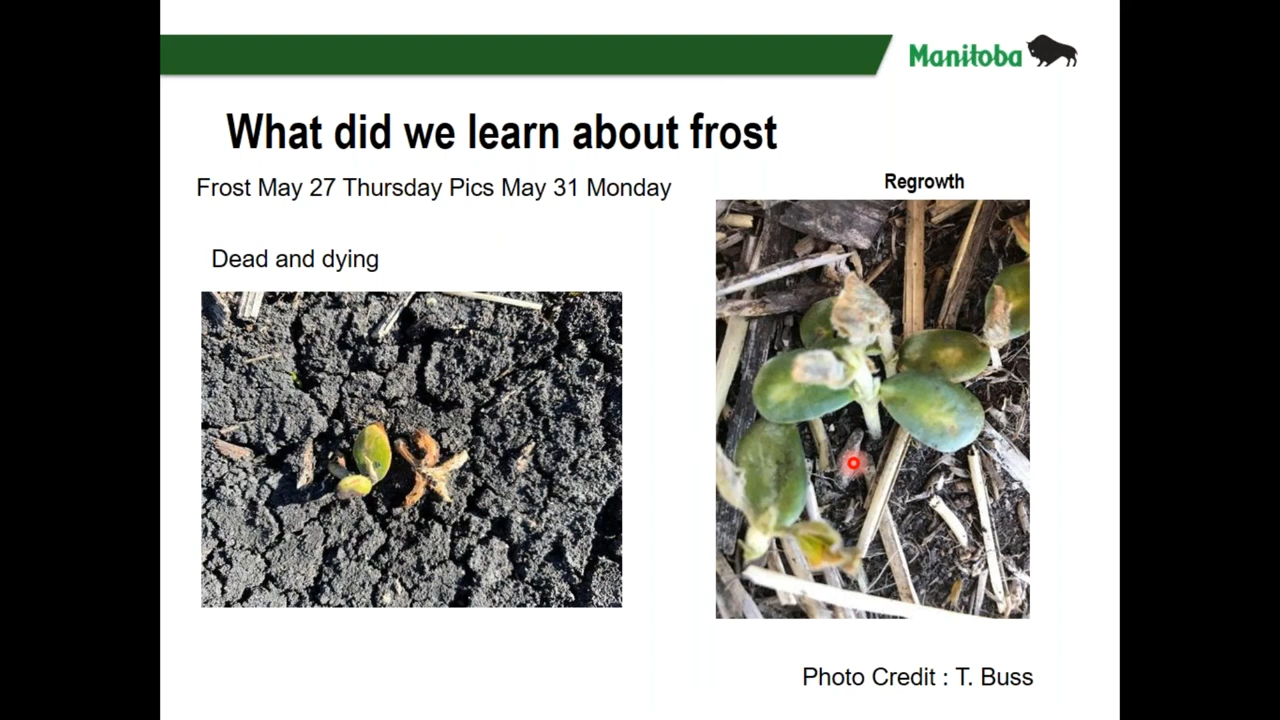 Manitoba
What did we learn about frost
Frost May 27 Thursday Pics May 31 Monday
Regrowth
Dead and dying
Photo Credit : T. Buss